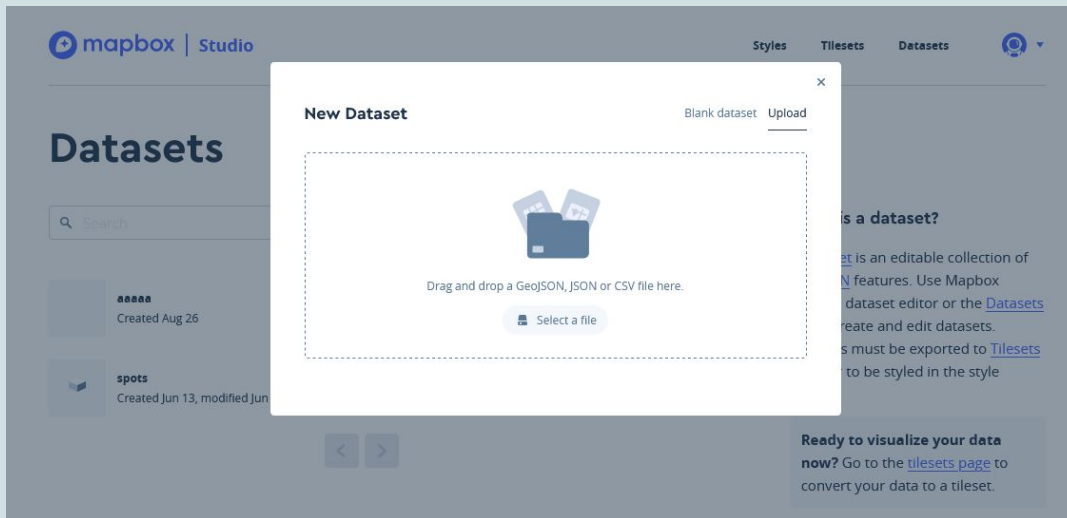 mapbox | Studio
Styles
Tilesets
Datasets
Datasets
Search
aaaaa
Created Aug 26
spots
Created Jun 13, modified Jun
New Dataset
Blank dataset
Upload
Drag and drop a GeoJSON, JSON or CSV file here.
Select a file
is a dataset?
is an editable collection of
features. Use Mapbox
dataset editor or the Datasets
create and edit datasets.
must be exported to Tilesets
to be styled in the style
Ready to visualize your data
now? Go to the tilesets page to
convert your data to a tileset.